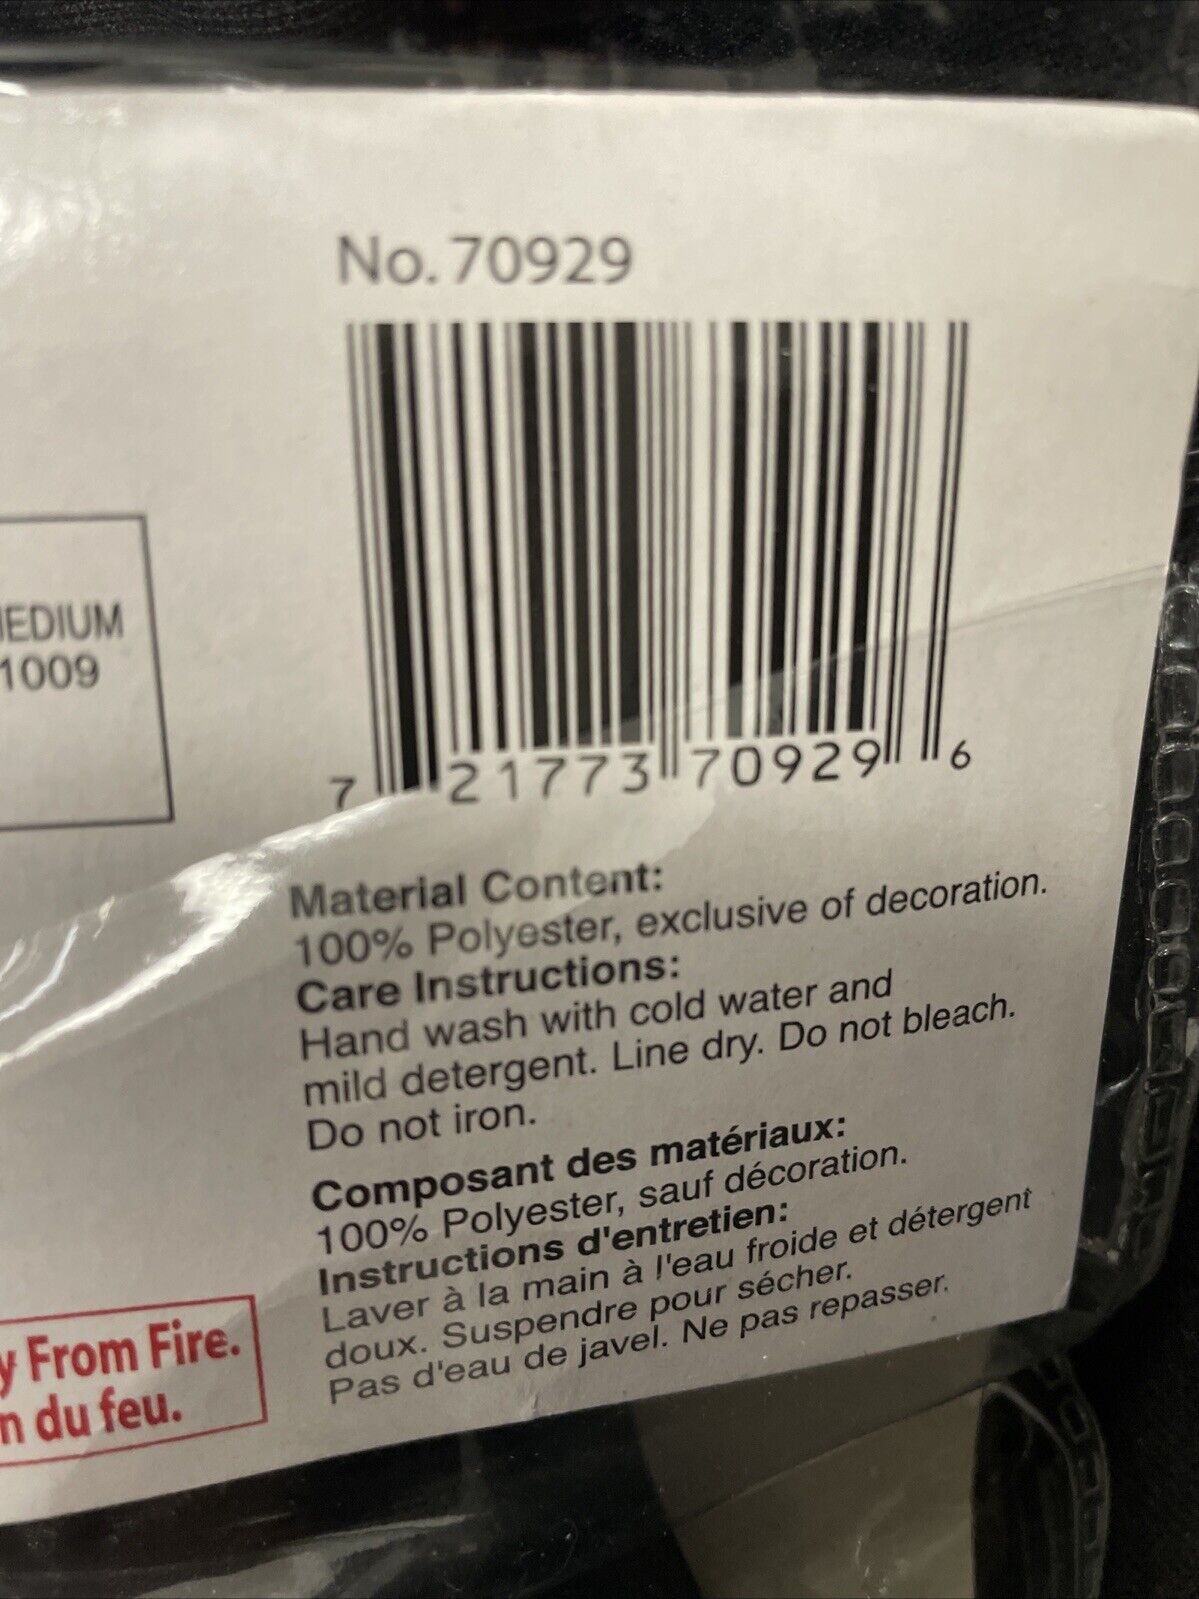 No. 70929
7 21773 70929 6
1009
Material Content:
100% Polyester, exclusive of decoration.
Care Instructions:
Hand wash with cold water and
mild detergent. Line dry. Do not bleach.
Do not iron.
Composant des matériaux:
100% Polyester, sauf décoration.
Instructions d'entretien:
Laver à la main à l'eau froide et détergent
doux. Suspendre pour sécher.
Pas d'eau de javel. Ne pas repasser.
From Fire.
du feu.